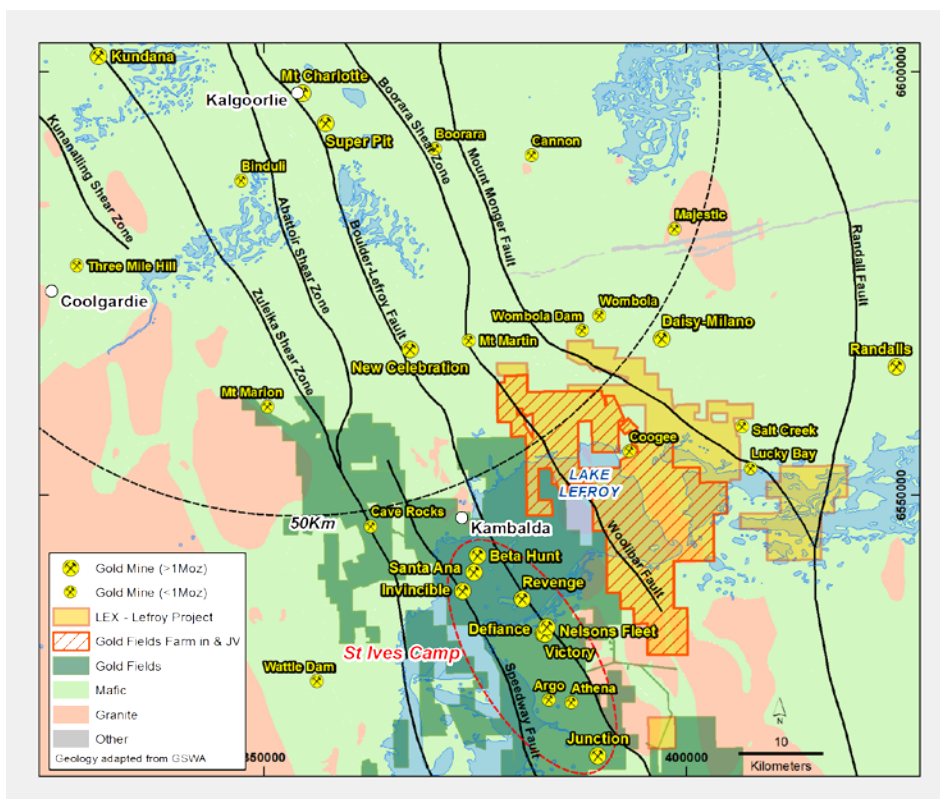 Kundana
Mt Charlotte
Kalgoorlie
Super Pit
Boorara Shear Zone
Boorara
Cannon
6600000
Kunanalling Shear Zone
Binduli
Abattoir Shear Zone
Boulder-Lefroy Fault
Mount Monger Fault
Majestic
Randall Fault
Three Mile Hill
Coolgardie
Zuleika Shear Zone
Wombola
Wombola Dam
Daisy-Milano
Mt Martin
New Celebration
Randalls
Mt Marion
Salt Creek
Coogee
Lucky Bay
LAKE
LEFROY
6550000
50Km
Cave Rocks
Kambalda
Woolibar Fault
Beta Hunt
Santa Ana
Invincible
Revenge
Defiance
Nelsons Fleet
Victory
St Ives Camp
Wattle Dam
Speedway Fault
Argo
Athena
Junction
350000
400000
N
10
Kilometers
Gold Mine (>1Moz)
Gold Mine (<1Moz)
LEX - Lefroy Project
Gold Fields Farm in & JV
Gold Fields
Mafic
Granite
Other
Geology adapted from GSWA